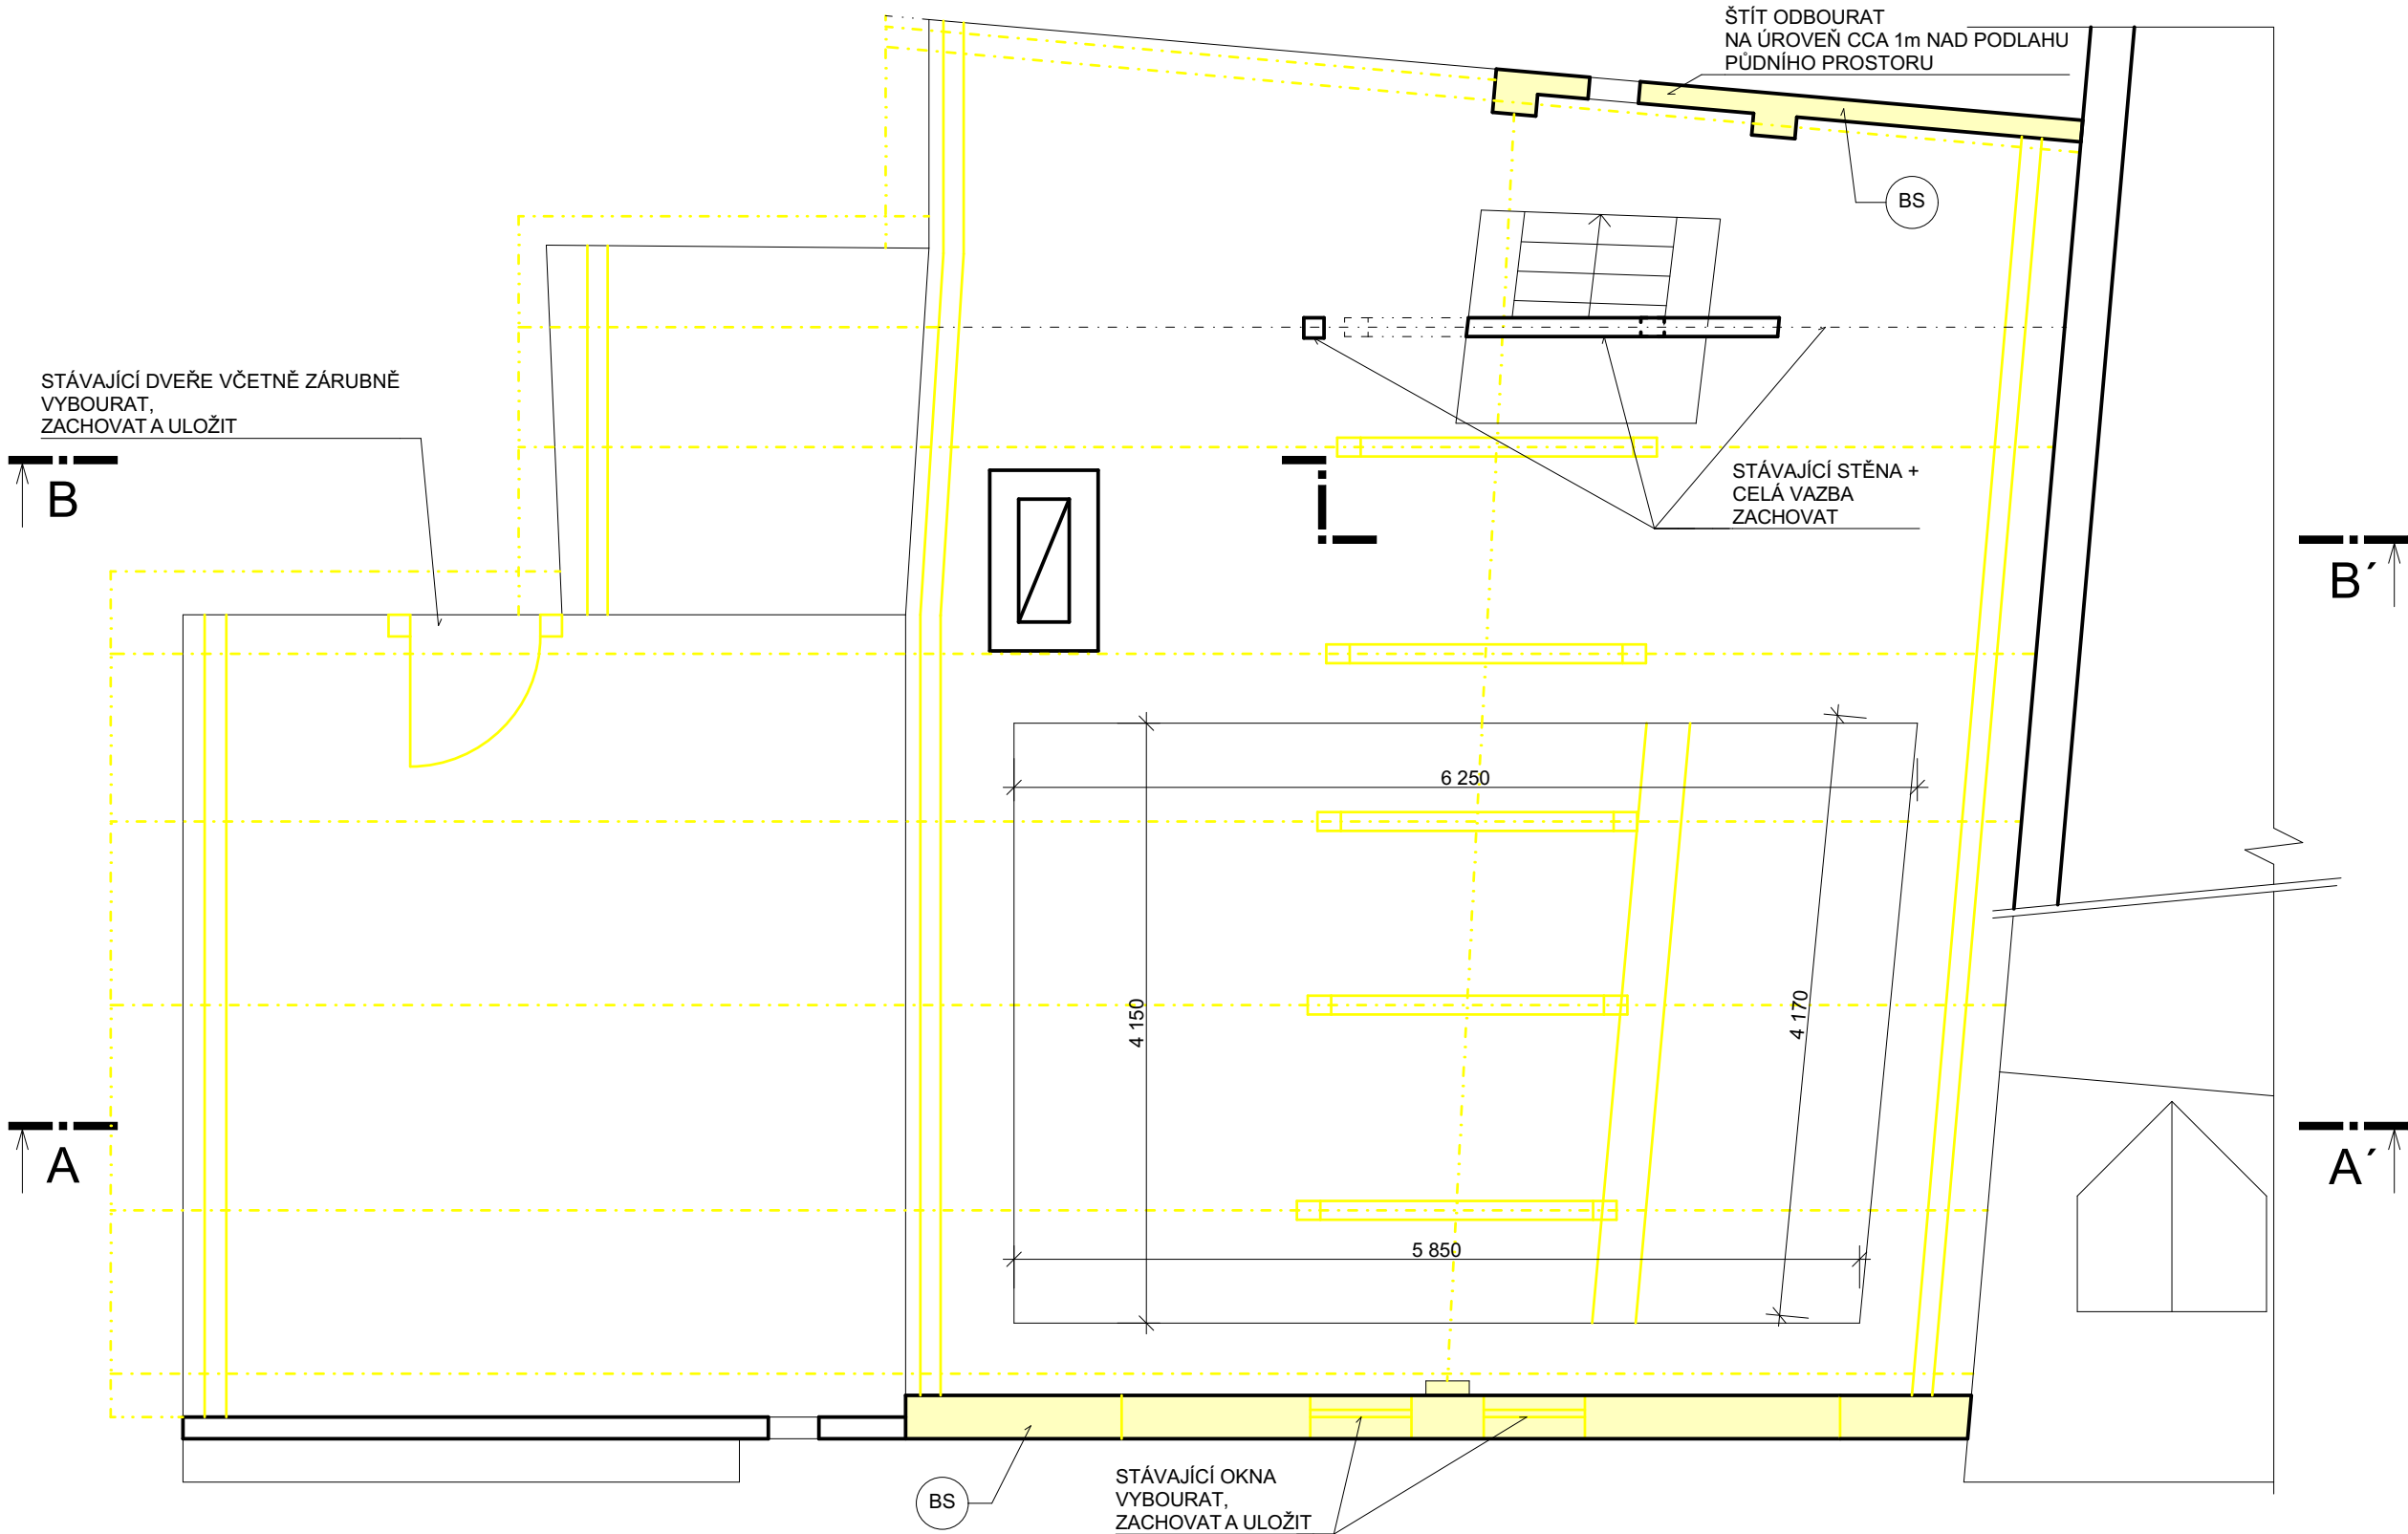 ŠTÍT ODBOURAT
NA ÚROVEŇ CCA 1m NAD PODLAHU
PŮDNÍHO PROSTORU
BS
STÁVAJÍCÍ DVEŘE VČETNĚ ZÁRUBNĚ
VYBOURAT,
ZACHOVAT A ULOŽIT
STÁVAJÍCÍ STĚNA +
CELÁ VAZBA
ZACHOVAT
B
B´
6 250
4 150
4 170
A
A´
5 850
STÁVAJÍCÍ OKNA
VYBOURAT,
ZACHOVAT A ULOŽIT
BS